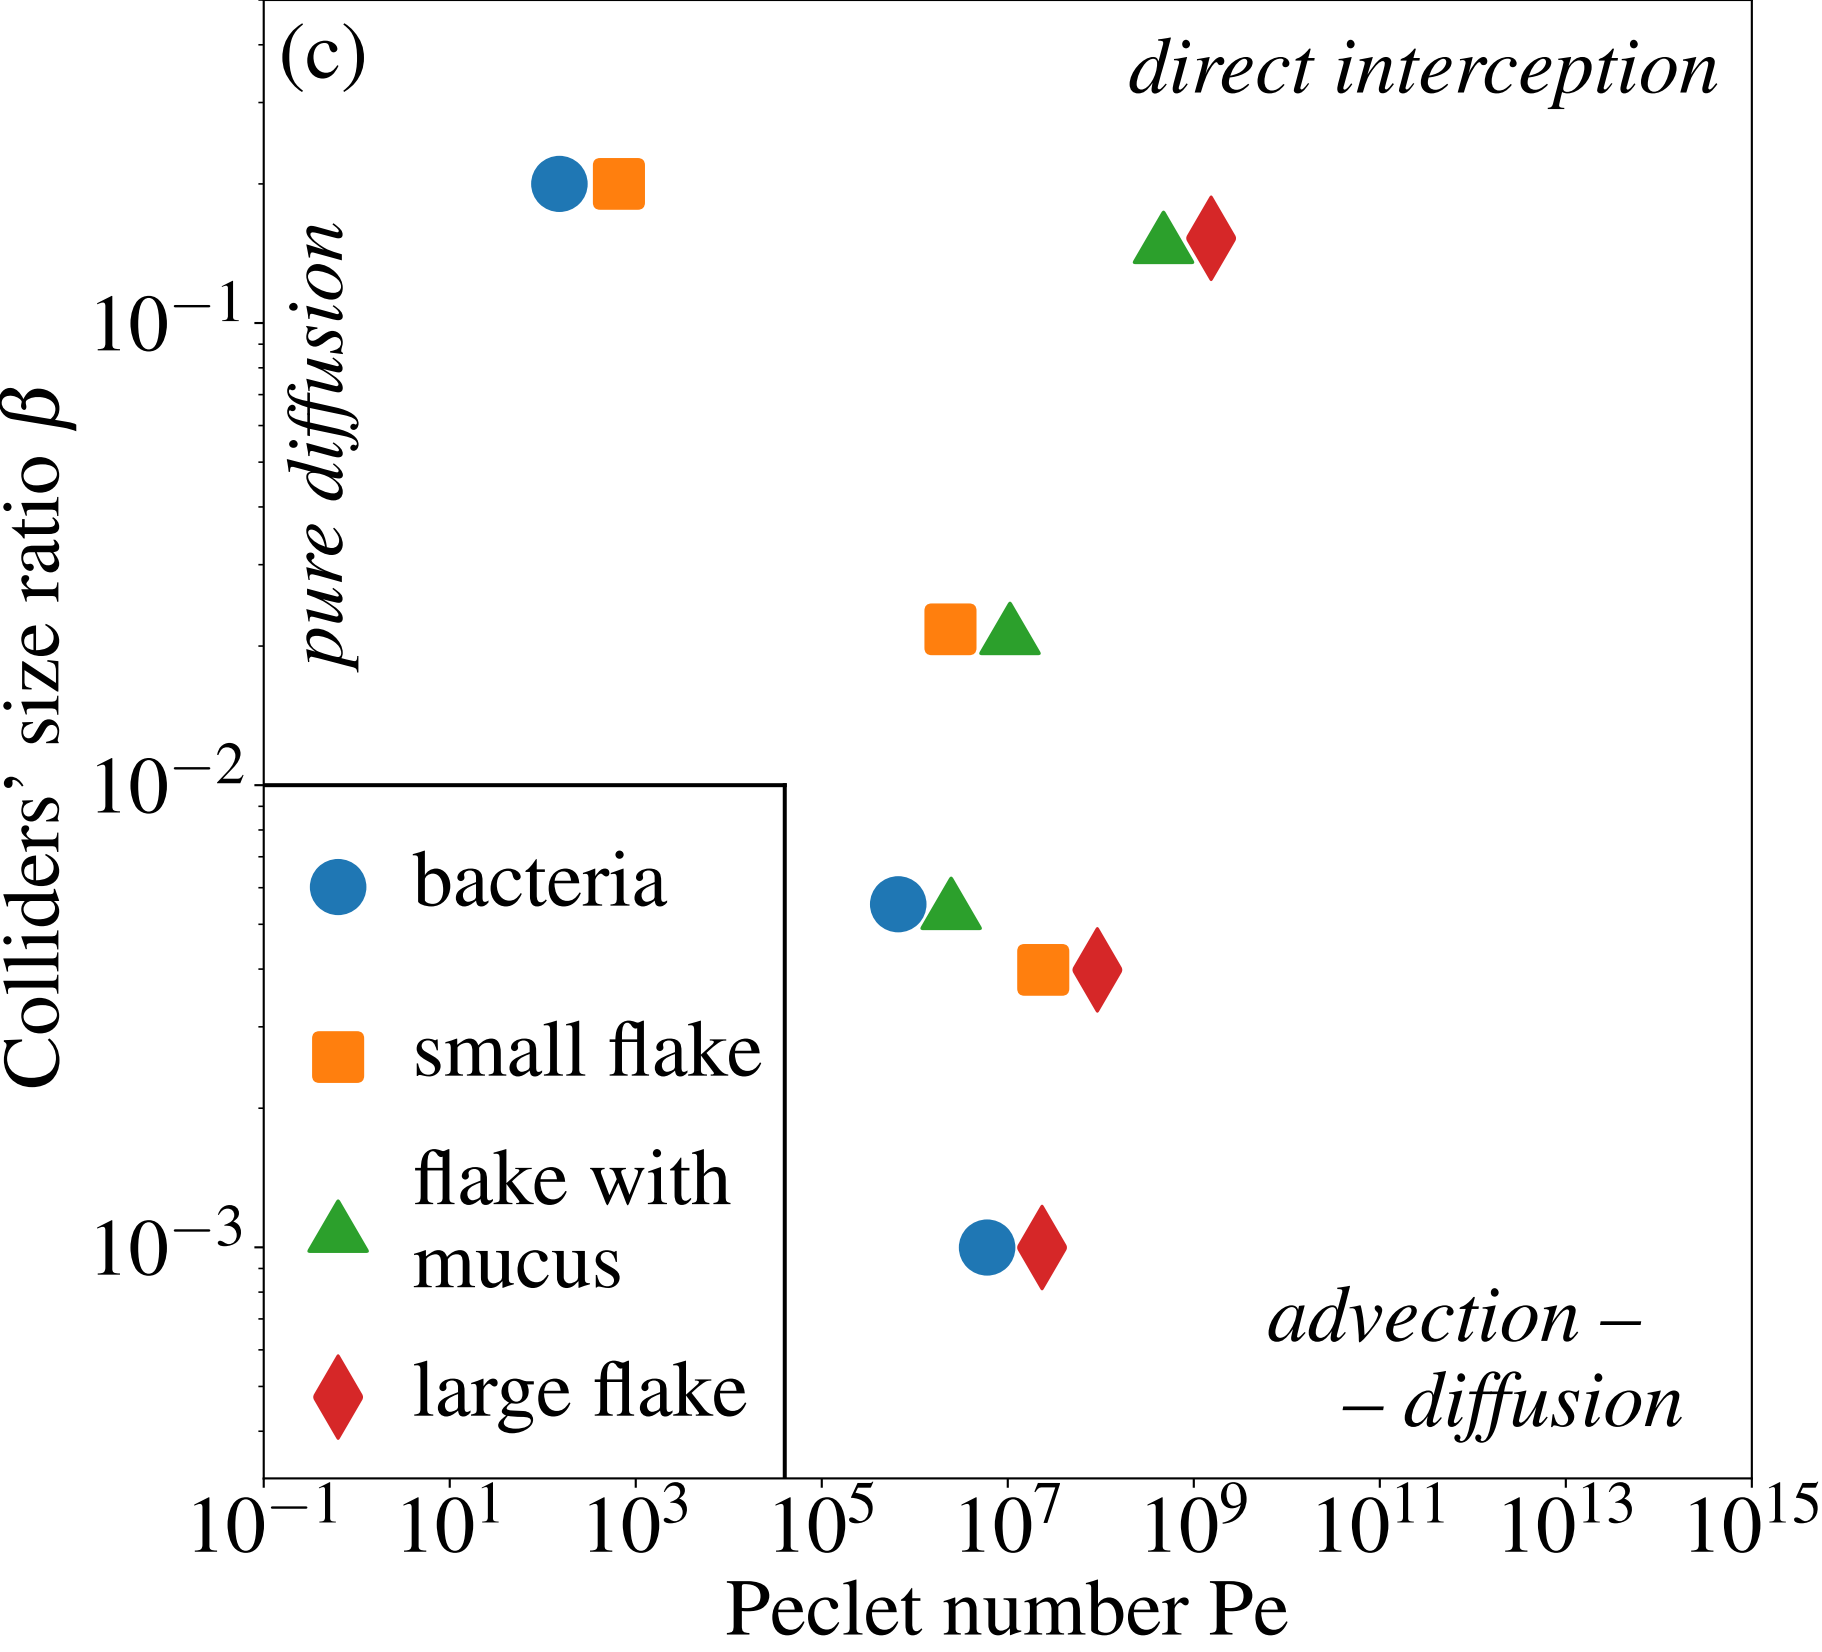 (c)
direct interception
pure diffusion
Colliders’ size ratio β
10⁻¹
10⁻²
10⁻³
bacteria
small flake
flake with
mucus
large flake
advection –
– diffusion
10⁻¹ 10¹ 10³ 10⁵ 10⁷ 10⁹ 10¹¹ 10¹³ 10¹⁵
Peclet number Pe